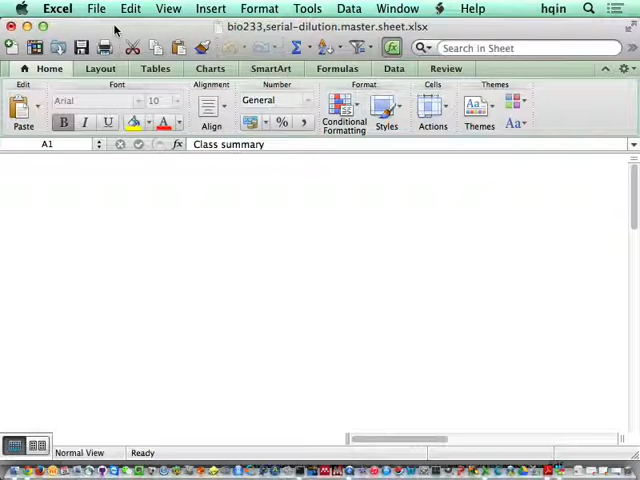 Excel File Edit View Insert Format Tools Data Window Help hqin
bio233,serial-dilution.master.sheet.xlsx
Search in Sheet
Home Layout Tables Charts SmartArt Formulas Data Review
Edit Font Alignment Number Format Cells Themes
Arial 10 General
Paste B I U A Align % Conditional Formatting Styles Actions Themes Aa
A1 fx Class summary
Normal View Ready